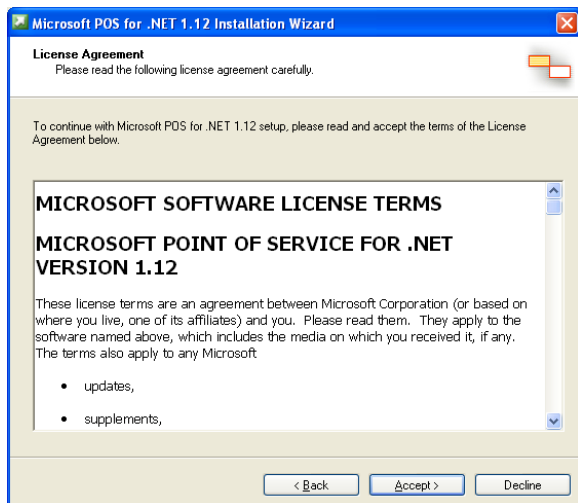 Microsoft POS for .NET 1.12 Installation Wizard
License Agreement
Please read the following license agreement carefully.
To continue with Microsoft POS for .NET 1.12 setup, please read and accept the terms of the License
Agreement below.
MICROSOFT SOFTWARE LICENSE TERMS
MICROSOFT POINT OF SERVICE FOR .NET
VERSION 1.12
These license terms are an agreement between Microsoft Corporation (or based on
where you live, one of its affiliates) and you.  Please read them.  They apply to the
software named above, which includes the media on which you received it, if any.
The terms also apply to any Microsoft
• updates,
• supplements,
< Back
Accept >
Decline